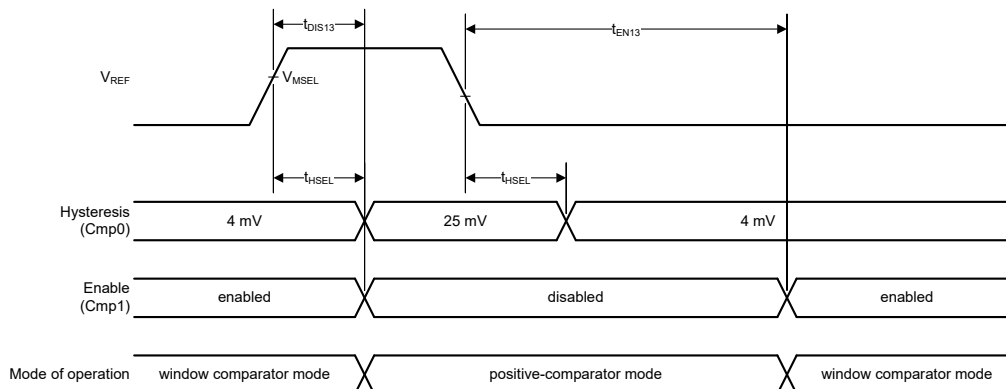 tDIS13
tEN13
VREF
VMSEL
tHSEL
tHSEL
Hysteresis
(Cmp0)
4 mV
25 mV
4 mV
Enable
(Cmp1)
enabled
disabled
enabled
Mode of operation
window comparator mode
positive-comparator mode
window comparator mode